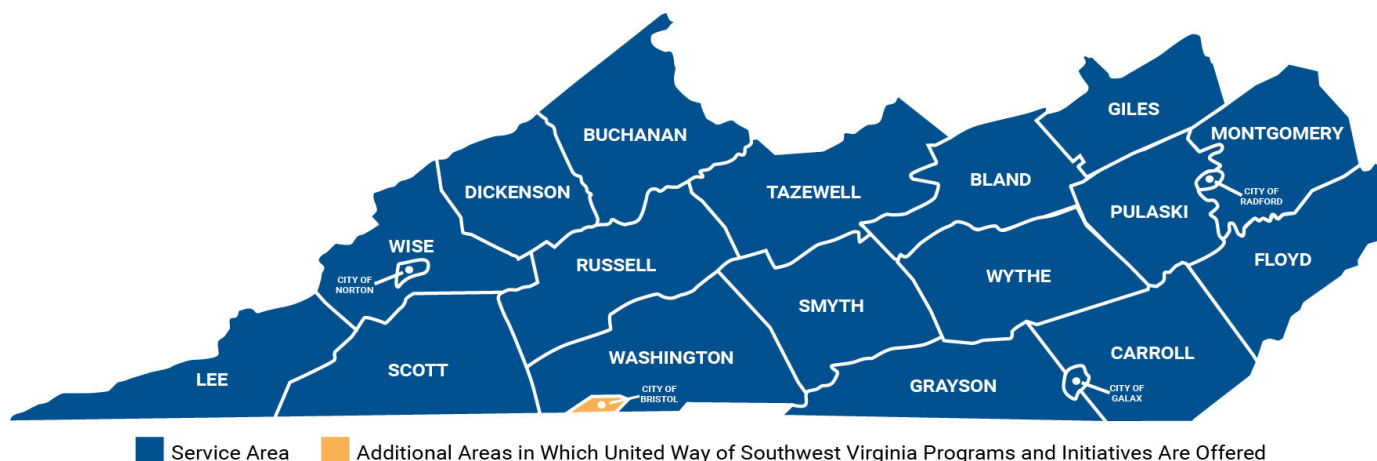 GILES
BUCHANAN
MONTGOMERY
DICKENSON
TAZEWELL
BLAND
CITY OF
RADFORD
PULASKI
WISE
CITY OF
NORTON
RUSSELL
WYTHE
FLOYD
SMYTH
WASHINGTON
CARROLL
LEE
SCOTT
GRAYSON
CITY OF
BRISTOL
CITY OF
GALAX
Service Area
Additional Areas in Which United Way of Southwest Virginia Programs and Initiatives Are Offered